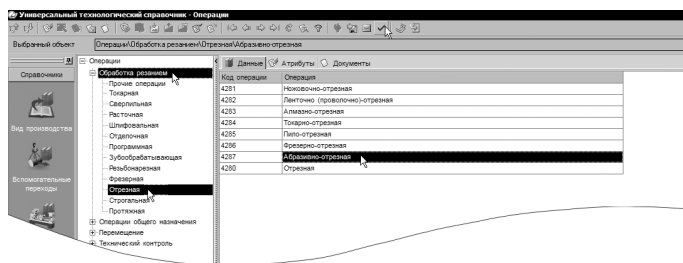 Универсальный технологический справочник - Операции
Выбранный объект
Операции\Обработка резанием\Отрезная\Абразивно-отрезная
Справочники
Вид производства
Вспомогательные
переходы
Операции
Обработка резанием
Прочие операции
Токарная
Сверлильная
Расточная
Шлифовальная
Отделочная
Программная
Зубообрабатывающая
Резьбонарезная
Фрезерная
Отрезная
Строгальная
Протяжная
Операции общего назначения
Перемещение
Технический контроль
Данные Атрибуты Документы
Код операции Операция
4281 Ножовочно-отрезная
4282 Ленточно (проволочно)-отрезная
4283 Алмазно-отрезная
4284 Токарно-отрезная
4285 Пило-отрезная
4286 Фрезерно-отрезная
4287 Абразивно-отрезная
4280 Отрезная